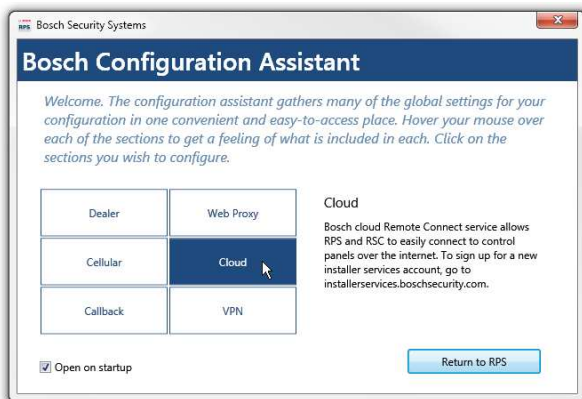 RPS Bosch Security Systems
Bosch Configuration Assistant
Welcome. The configuration assistant gathers many of the global settings for your
configuration in one convenient and easy-to-access place. Hover your mouse over
each of the sections to get a feeling of what is included in each. Click on the
sections you wish to configure.
Dealer
Web Proxy
Cellular
Cloud
Callback
VPN
Cloud
Bosch cloud Remote Connect service allows
RPS and RSC to easily connect to control
panels over the internet. To sign up for a new
installer services account, go to
installerservices.boschsecurity.com.
Open on startup
Return to RPS